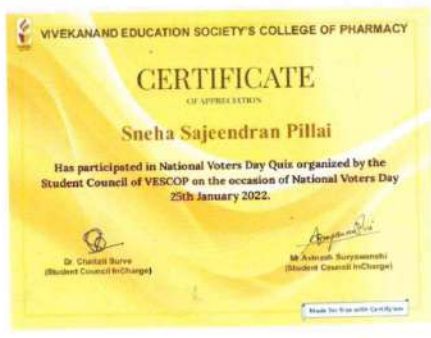 VIVEKANAND EDUCATION SOCIETY'S COLLEGE OF PHARMACY
CERTIFICATE
OF APPRECIATION
Sneha Sajeendran Pillai
Has participated in National Voters Day Quiz organized by the
Student Council of VESCOP on the occasion of National Voters Day
25th January 2022.
Dr. Chaitali Surve
(Student Council InCharge)
Mr Avinash Suryawanshi
(Student Council InCharge)
Made for free with Certify'em